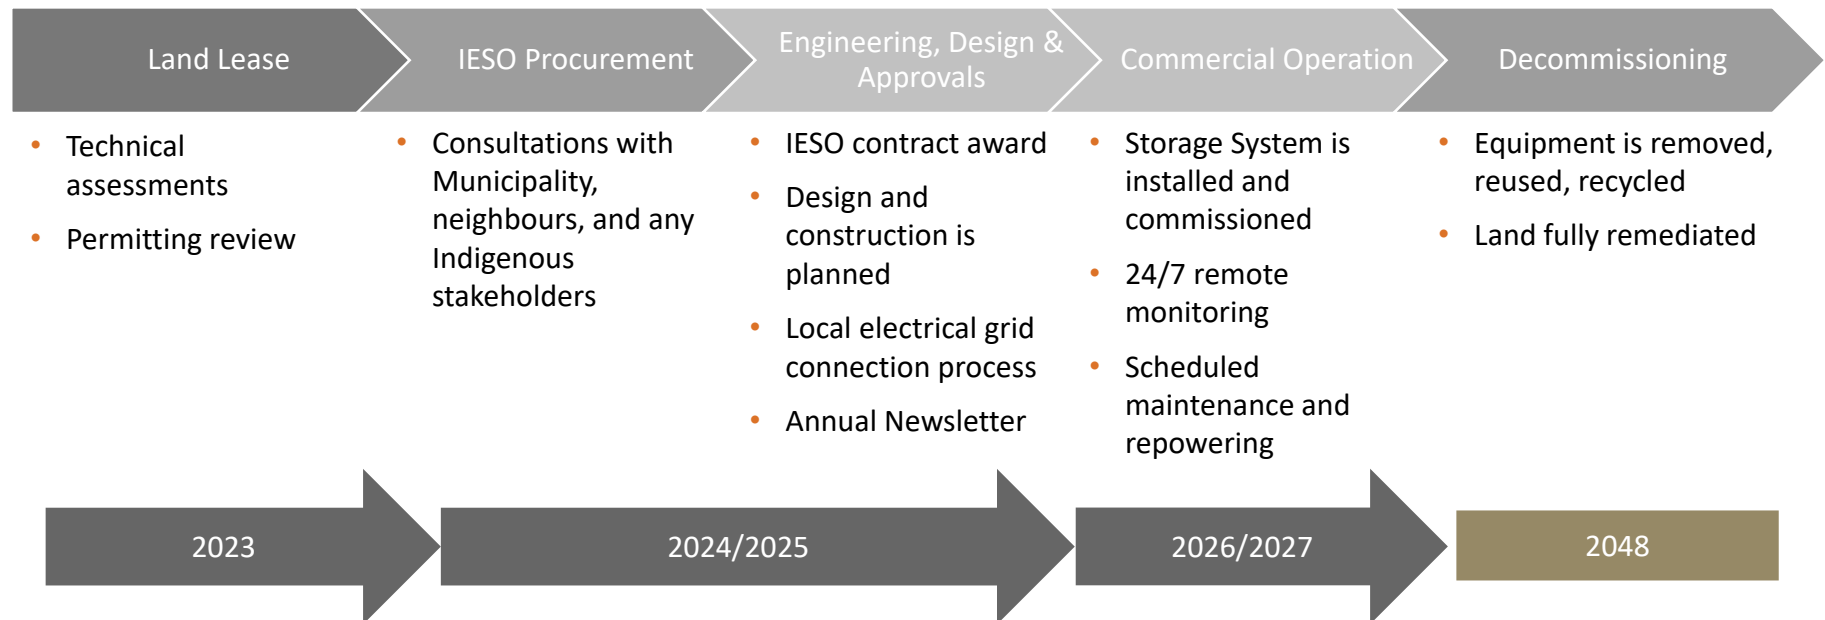 Land Lease
IESO Procurement
Engineering, Design &
Approvals
Commercial Operation
Decommissioning
• Technical
assessments
• Permitting review
• Consultations with
Municipality,
neighbours, and any
Indigenous
stakeholders
• IESO contract award
• Design and
construction is
planned
• Local electrical grid
connection process
• Annual Newsletter
• Storage System is
installed and
commissioned
• 24/7 remote
monitoring
• Scheduled
maintenance and
repowering
• Equipment is removed,
reused, recycled
• Land fully remediated
2023
2024/2025
2026/2027
2048